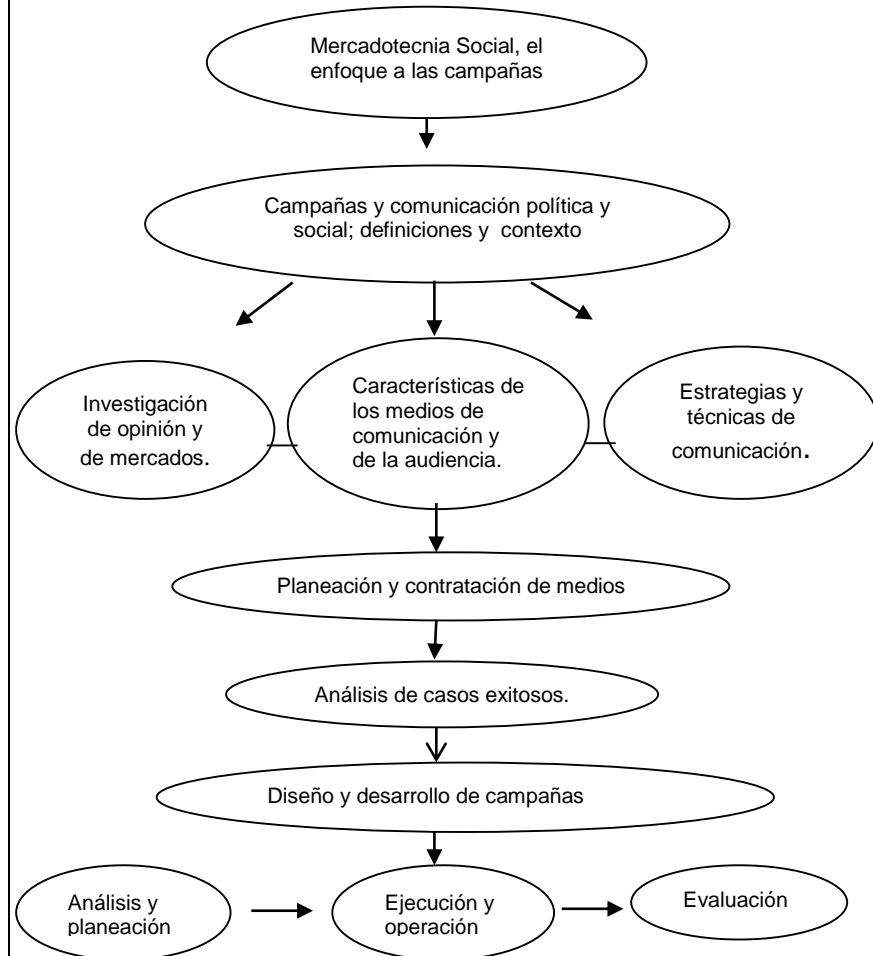 Mercadotecnia Social, el
enfoque a las campañas
Campañas y comunicación política y
social; definiciones y contexto
Investigación
de opinión y
de mercados.
Características de
los medios de
comunicación y
de la audiencia.
Estrategias y
técnicas de
comunicación.
Planeación y contratación de medios
Análisis de casos exitosos.
Diseño y desarrollo de campañas
Análisis y
planeación
Ejecución y
operación
Evaluación